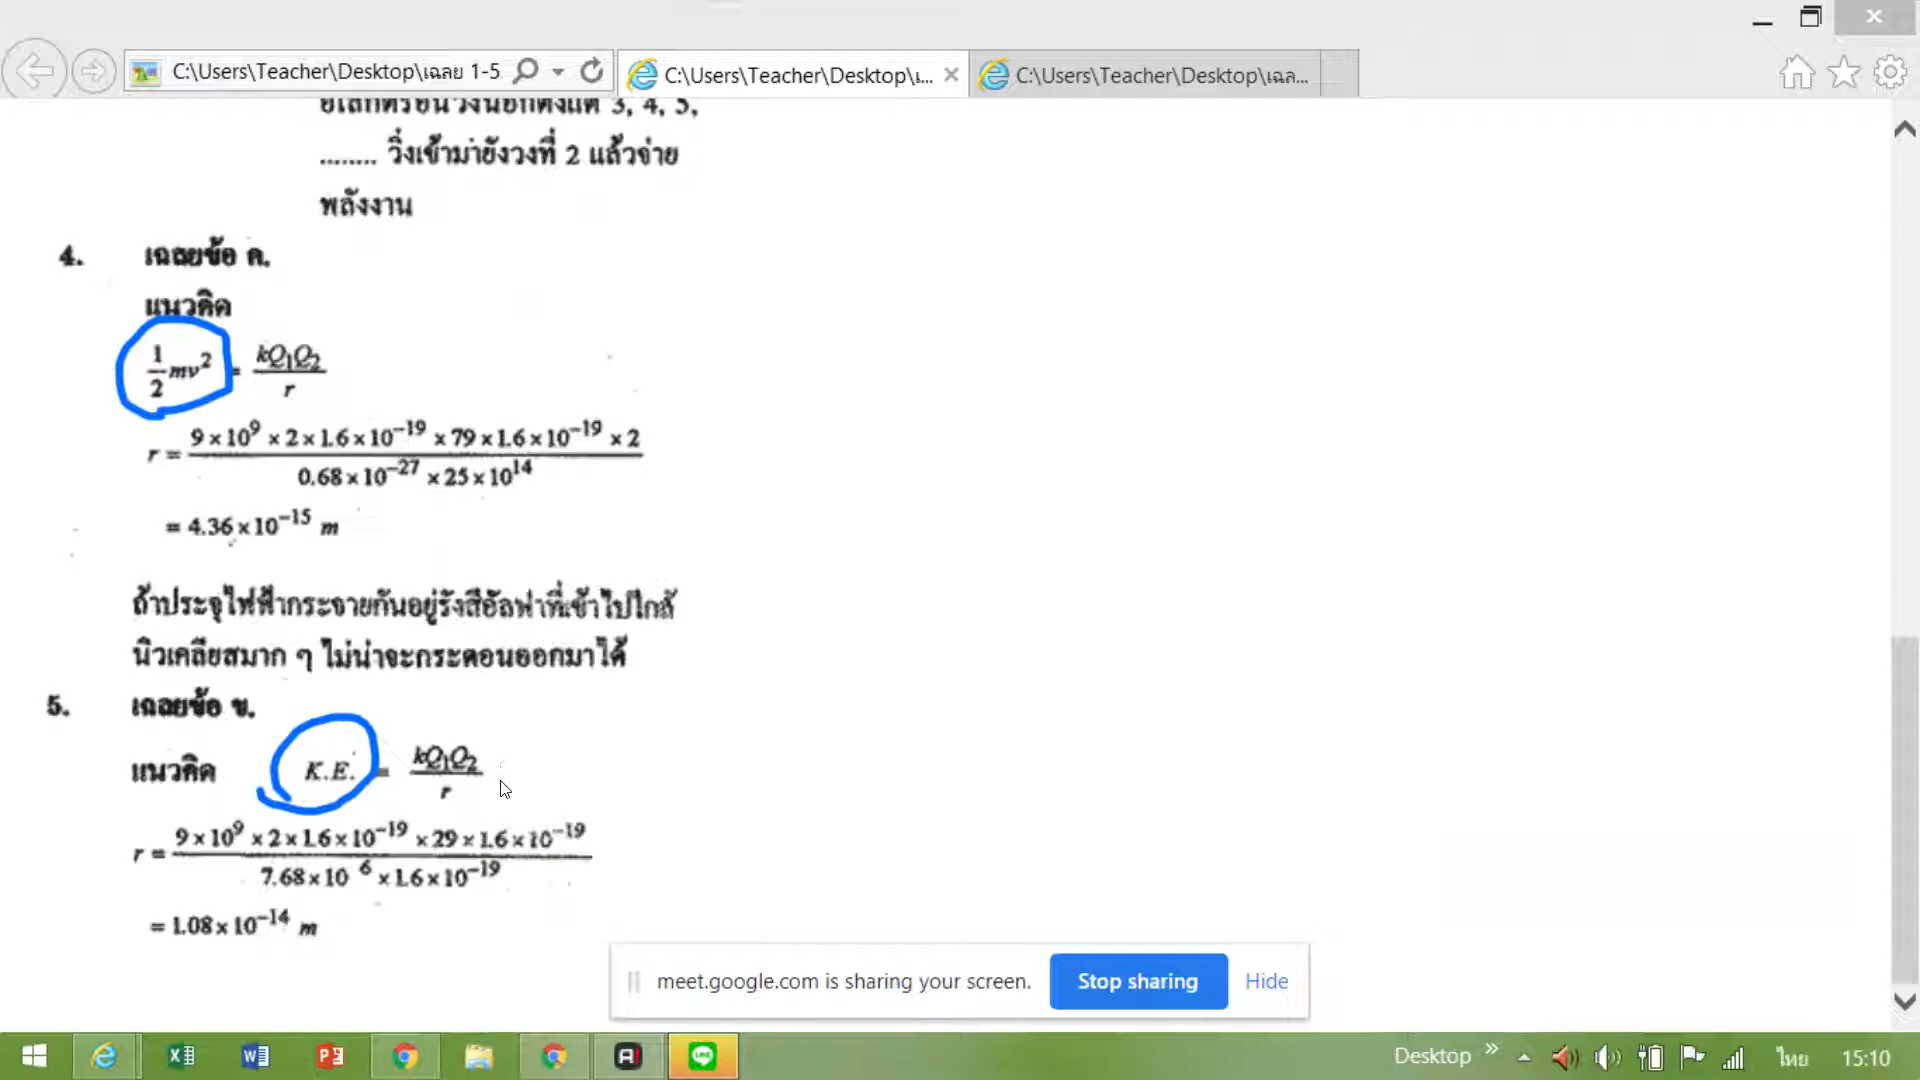 C:\Users\Teacher\Desktop\เฉลย 1-5
C:\Users\Teacher\Desktop\เ...
C:\Users\Teacher\Desktop\เฉล...
3, 4, 5,
........ วิ่งเข้ามายังวงที่ 2 แล้วจ่าย
พลังงาน
4. เฉลยข้อ ค.
แนวคิด
1/2 mv² = kQ₁Q₂/r
r = 9×10⁹×2×1.6×10⁻¹⁹×79×1.6×10⁻¹⁹×2 / 0.68×10⁻²⁷×25×10¹⁴
= 4.36×10⁻¹⁵ m
ถ้าประจุไฟฟ้ากระจายกันอยู่รังสีอัลฟาที่เข้าไปใกล้
นิวเคลียสมาก ๆ ไม่น่าจะกระดอนออกมาได้
5. เฉลยข้อ ข.
แนวคิด K.E. = kQ₁Q₂/r
r = 9×10⁹×2×1.6×10⁻¹⁹×29×1.6×10⁻¹⁹ / 7.68×10⁶×1.6×10⁻¹⁹
= 1.08×10⁻¹⁴ m
meet.google.com is sharing your screen. Stop sharing Hide
Desktop » ไทย 15:10